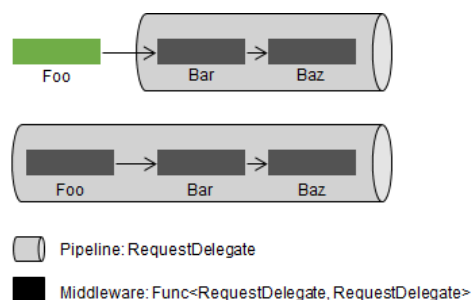 Foo Bar Baz
Foo Bar Baz
Pipeline: RequestDelegate
Middleware: Func<RequestDelegate, RequestDelegate>